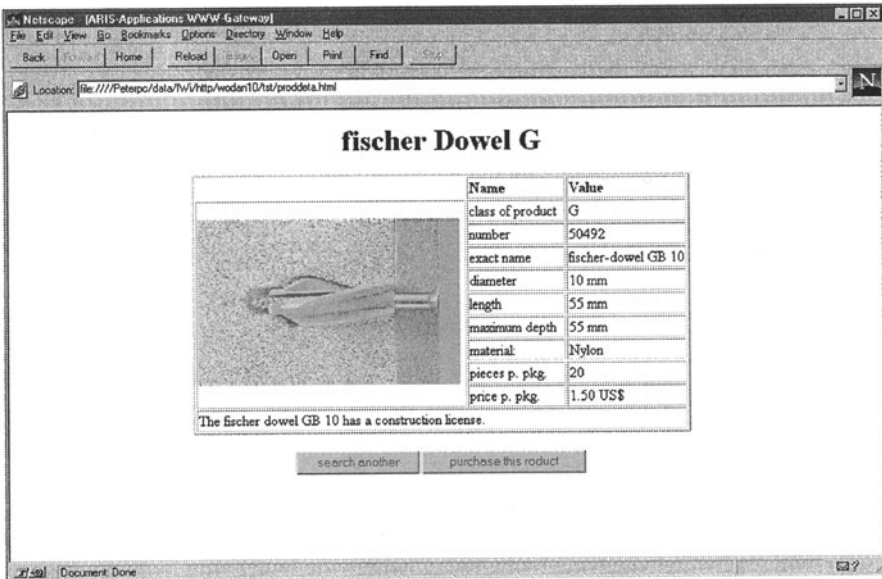 Netscape - [ARIS-Applications WWW-Gateway]
File Edit View Go Bookmarks Options Directory Window Help
Back Home Reload Open Print Find Stop
Location: file:////Peterpc/data/IWi/http/wodan10/tst/proddeta.html
N
fischer Dowel G
Name Value
class of product G
number 50492
exact name fischer-dowel GB 10
diameter 10 mm
length 55 mm
maximum depth 55 mm
material: Nylon
pieces p. pkg. 20
price p. pkg. 1.50 US$
The fischer dowel GB 10 has a construction license.
search another purchase this roduct
Document: Done
?